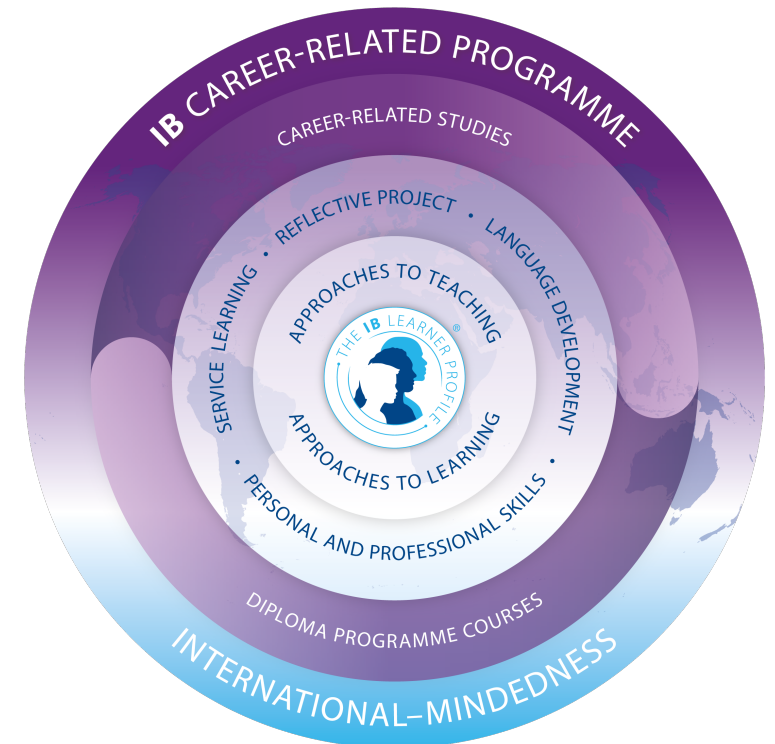 IB CAREER-RELATED PROGRAMME
CAREER-RELATED STUDIES
SERVICE LEARNING • REFLECTIVE PROJECT • LANGUAGE DEVELOPMENT •
APPROACHES TO TEACHING
THE IB LEARNER PROFILE ®
APPROACHES TO LEARNING
• PERSONAL AND PROFESSIONAL SKILLS
DIPLOMA PROGRAMME COURSES
INTERNATIONAL–MINDEDNESS